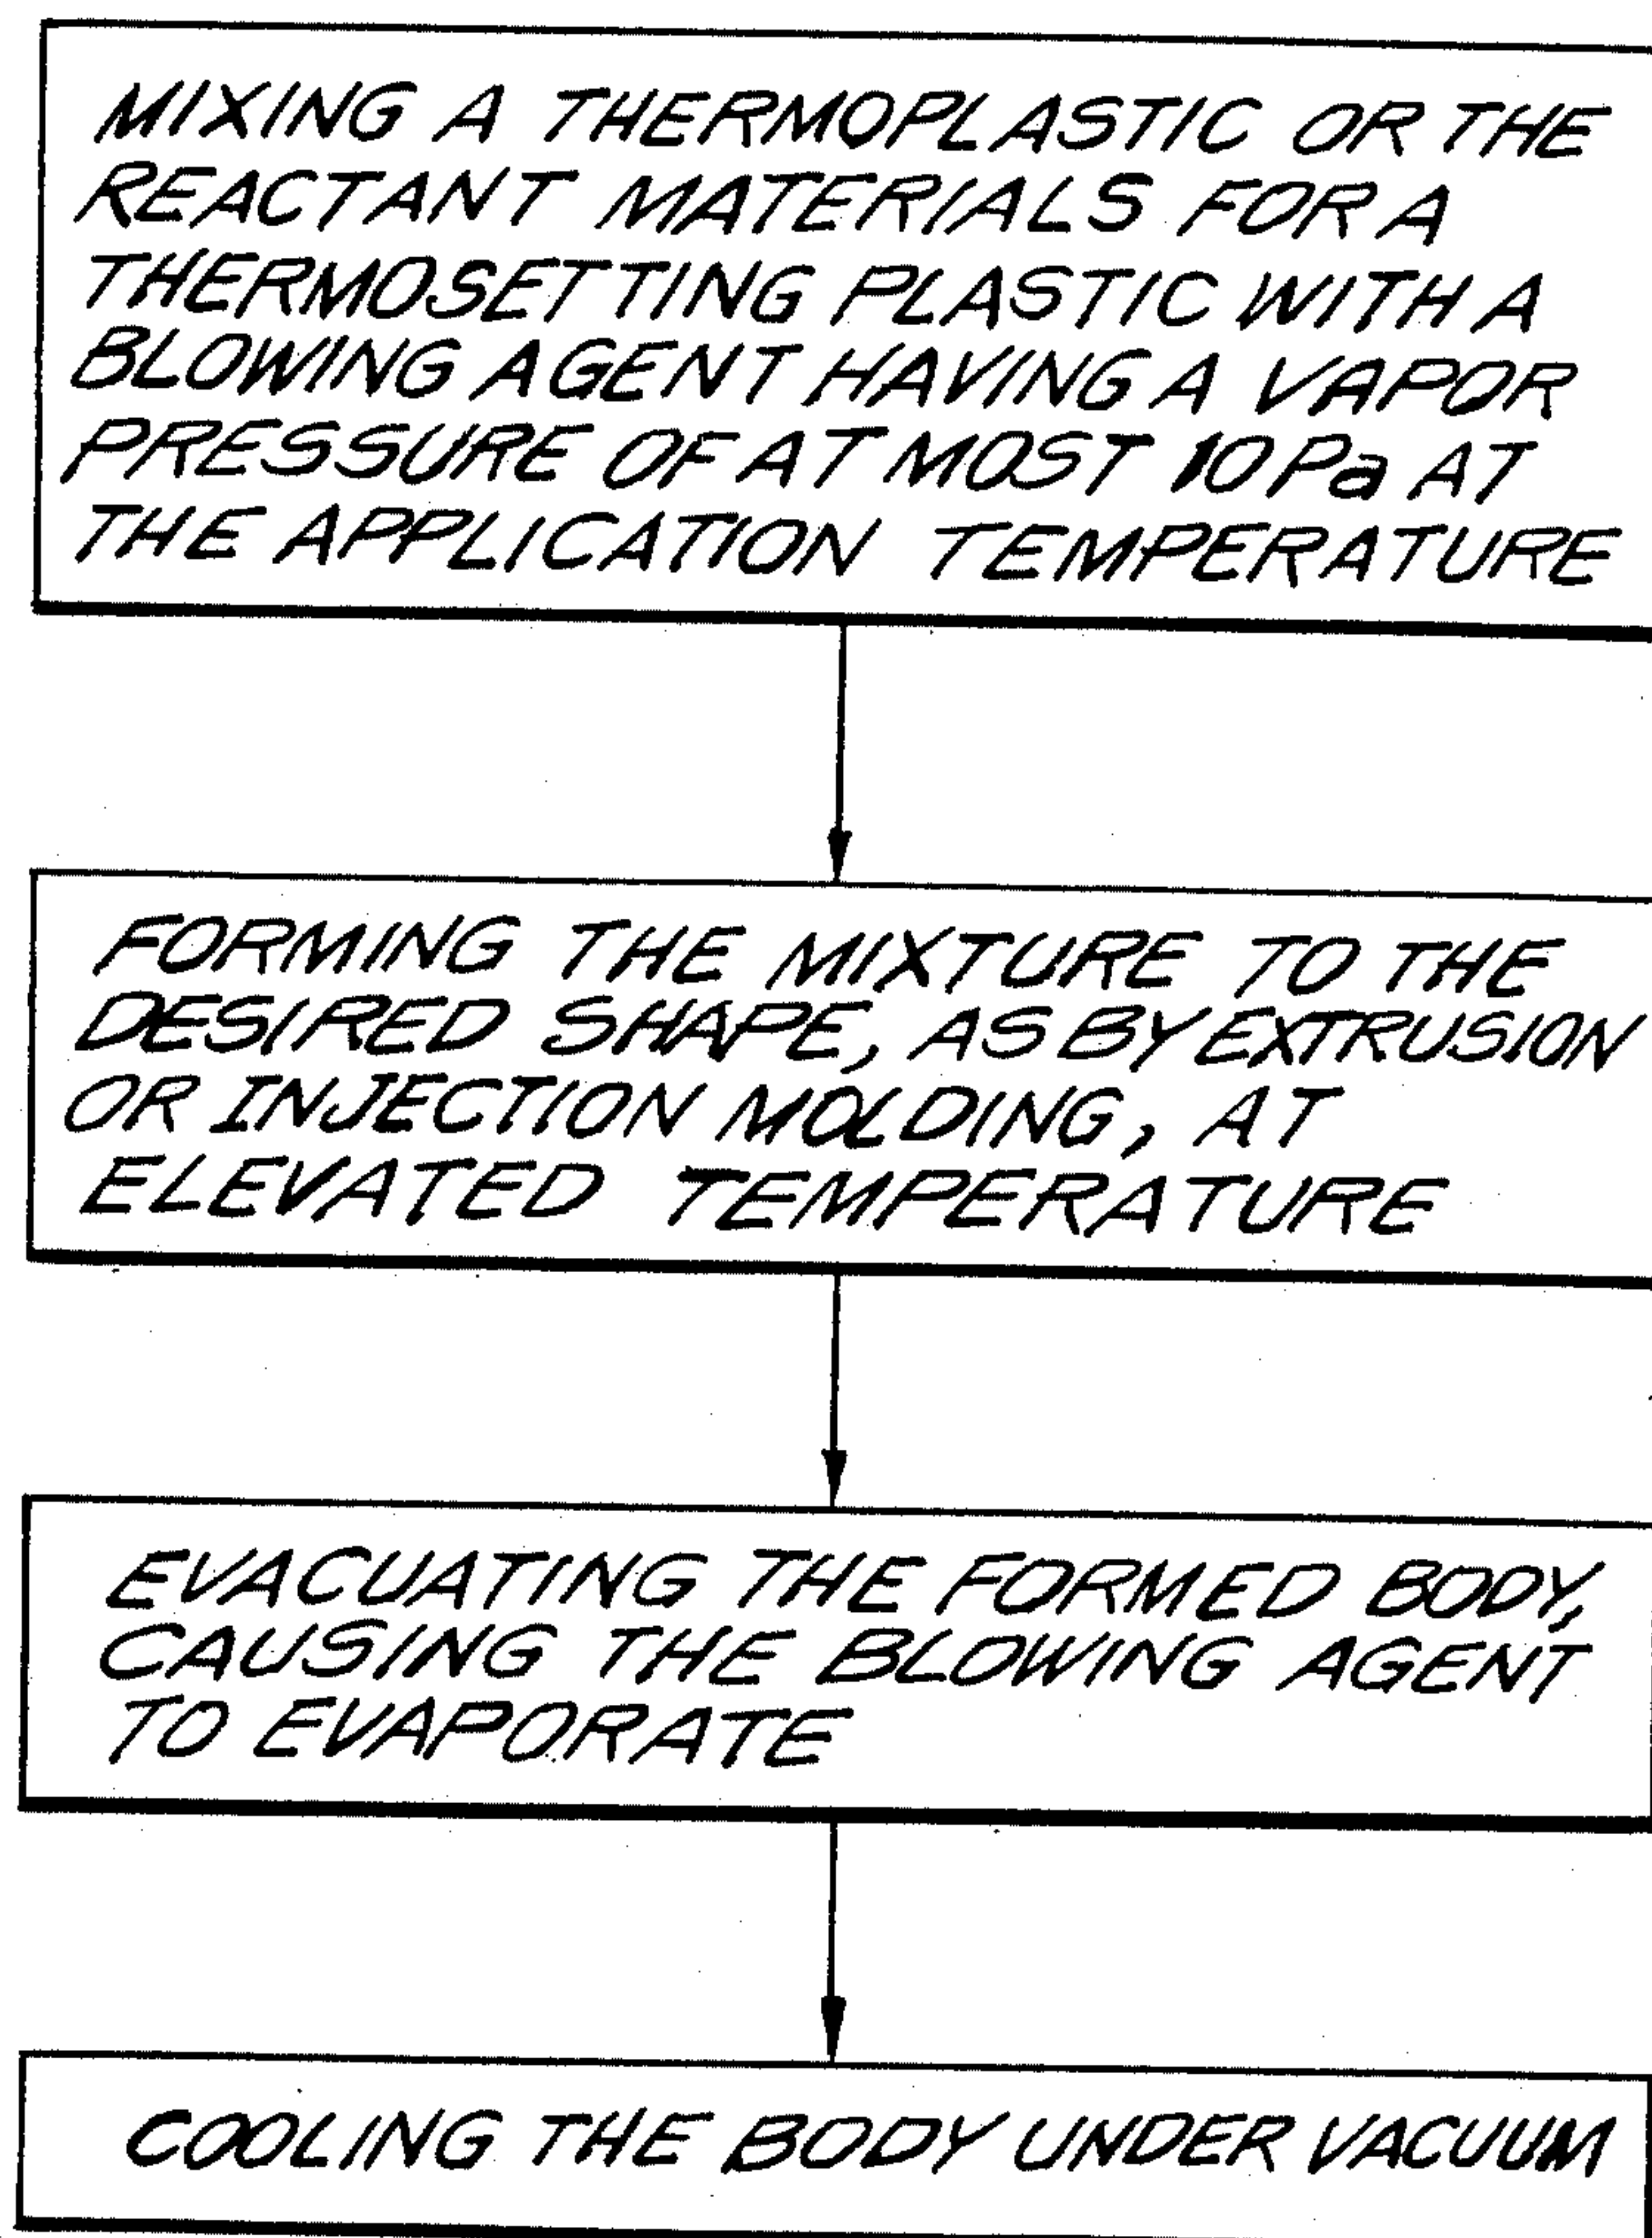 MIXING A THERMOPLASTIC OR THE
REACTANT MATERIALS FOR A
THERMOSETTING PLASTIC WITH A
BLOWING AGENT HAVING A VAPOR
PRESSURE OF AT MOST 10 Pa AT
THE APPLICATION TEMPERATURE
FORMING THE MIXTURE TO THE
DESIRED SHAPE, AS BY EXTRUSION
OR INJECTION MOLDING, AT
ELEVATED TEMPERATURE
EVACUATING THE FORMED BODY,
CAUSING THE BLOWING AGENT
TO EVAPORATE
COOLING THE BODY UNDER VACUUM